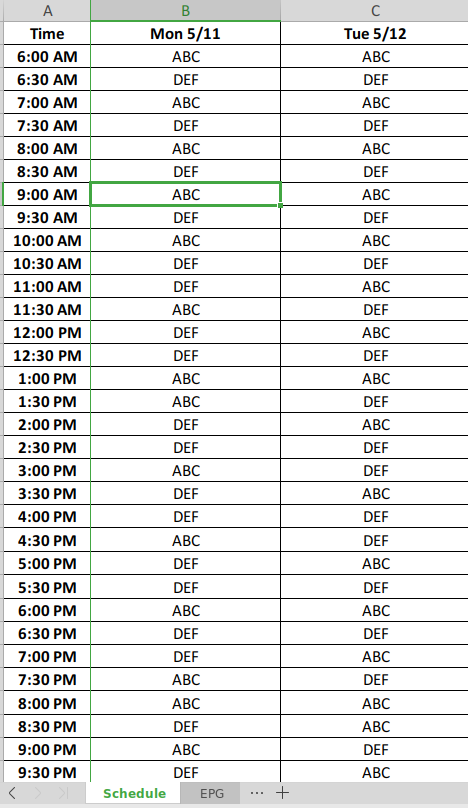 A B C
Time Mon 5/11 Tue 5/12
6:00 AM ABC ABC
6:30 AM DEF DEF
7:00 AM ABC ABC
7:30 AM DEF DEF
8:00 AM ABC ABC
8:30 AM DEF DEF
9:00 AM ABC ABC
9:30 AM DEF DEF
10:00 AM ABC ABC
10:30 AM DEF DEF
11:00 AM DEF ABC
11:30 AM ABC DEF
12:00 PM DEF ABC
12:30 PM DEF DEF
1:00 PM ABC ABC
1:30 PM ABC DEF
2:00 PM DEF ABC
2:30 PM DEF DEF
3:00 PM ABC DEF
3:30 PM DEF ABC
4:00 PM DEF DEF
4:30 PM ABC DEF
5:00 PM DEF ABC
5:30 PM DEF DEF
6:00 PM ABC ABC
6:30 PM DEF DEF
7:00 PM DEF ABC
7:30 PM ABC DEF
8:00 PM ABC ABC
8:30 PM DEF ABC
9:00 PM ABC DEF
9:30 PM DEF ABC
Schedule EPG ··· +